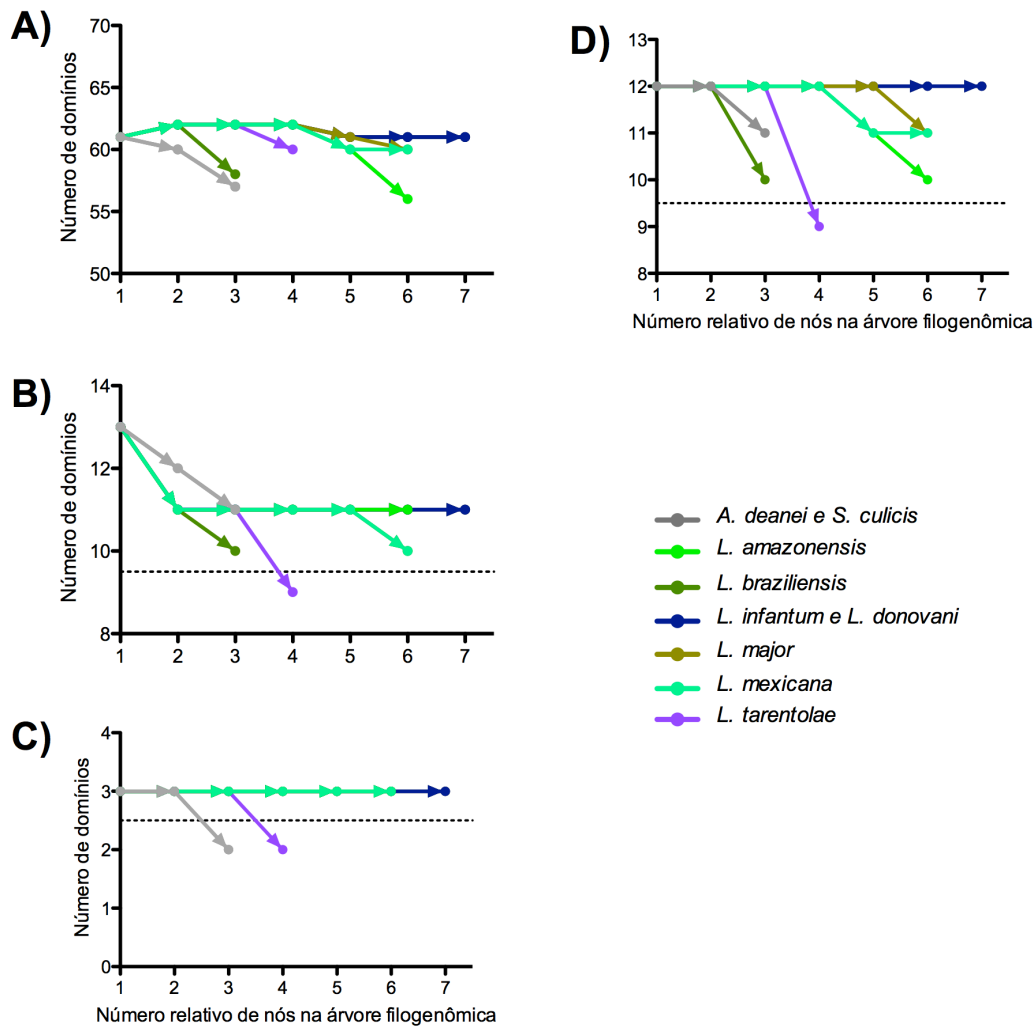 A)
Número de domínios
70
65
60
55
50
1 2 3 4 5 6 7
B)
Número de domínios
14
12
10
8
1 2 3 4 5 6 7
C)
Número de domínios
4
3
2
1
0
1 2 3 4 5 6 7
Número relativo de nós na árvore filogenômica
D)
13
12
11
10
9
8
1 2 3 4 5 6 7
Número relativo de nós na árvore filogenômica
A. deanei e S. culicis
L. amazonensis
L. braziliensis
L. infantum e L. donovani
L. major
L. mexicana
L. tarentolae